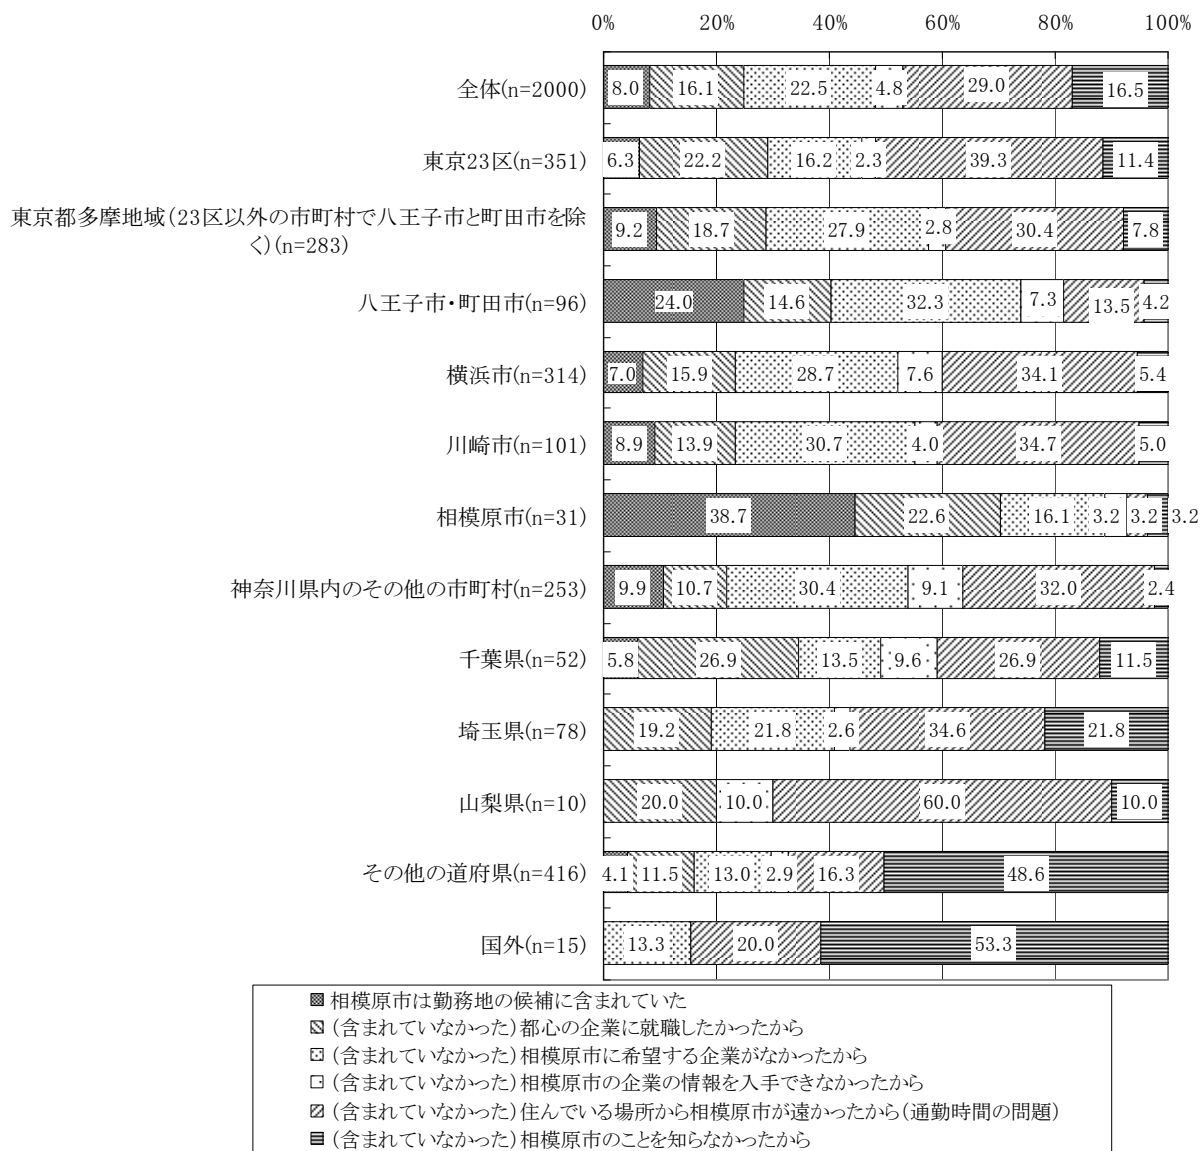 0% 20% 40% 60% 80% 100%
全体(n=2000) 8.0 16.1 22.5 4.8 29.0 16.5
東京23区(n=351) 6.3 22.2 16.2 2.3 39.3 11.4
東京都多摩地域(23区以外の市町村で八王子市と町田市を除
く)(n=283) 9.2 18.7 27.9 2.8 30.4 7.8
八王子市・町田市(n=96) 24.0 14.6 32.3 7.3 13.5 4.2
横浜市(n=314) 7.0 15.9 28.7 7.6 34.1 5.4
川崎市(n=101) 8.9 13.9 30.7 4.0 34.7 5.0
相模原市(n=31) 38.7 22.6 16.1 3.2 3.2 3.2
神奈川県内のその他の市町村(n=253) 9.9 10.7 30.4 9.1 32.0 2.4
千葉県(n=52) 5.8 26.9 13.5 9.6 26.9 11.5
埼玉県(n=78) 19.2 21.8 2.6 34.6 21.8
山梨県(n=10) 20.0 10.0 60.0 10.0
その他の道府県(n=416) 4.1 11.5 13.0 2.9 16.3 48.6
国外(n=15) 13.3 20.0 53.3
相模原市は勤務地の候補に含まれていた
(含まれていなかった)都心の企業に就職したかったから
(含まれていなかった)相模原市に希望する企業がなかったから
(含まれていなかった)相模原市の企業の情報を入手できなかったから
(含まれていなかった)住んでいる場所から相模原市が遠かったから(通勤時間の問題)
(含まれていなかった)相模原市のことを知らなかったから